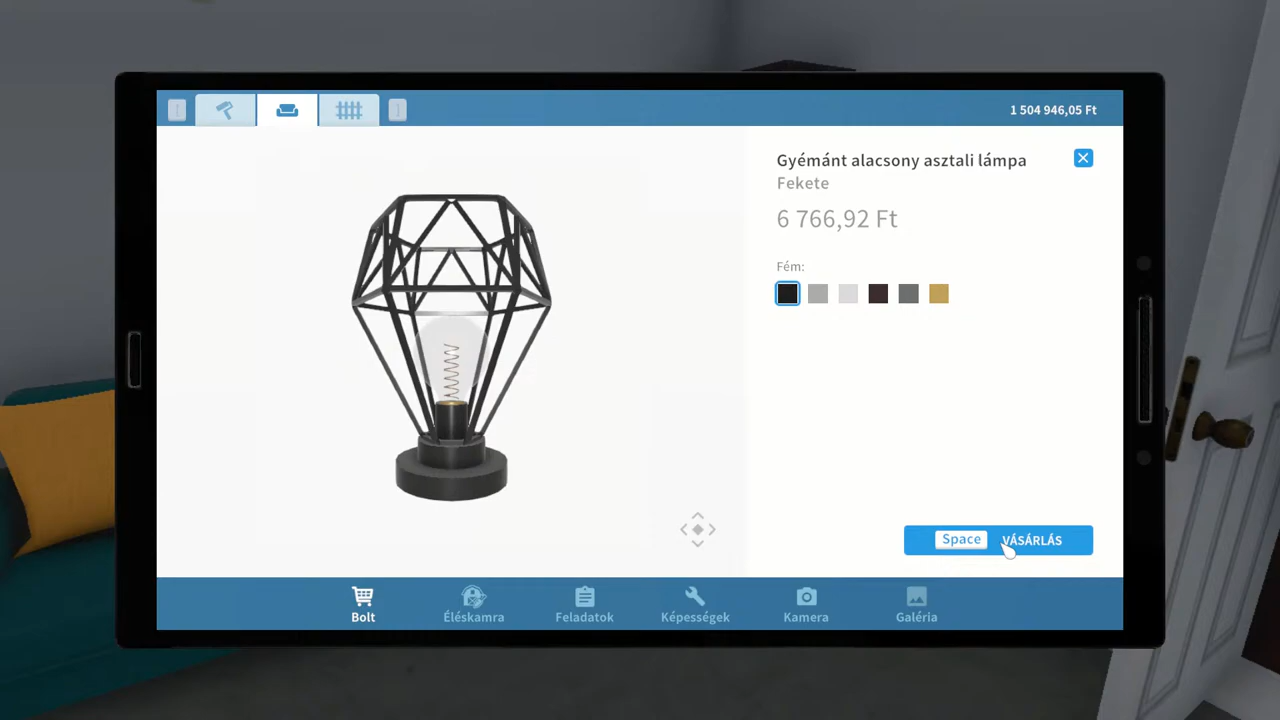 1 504 946,05 Ft
Gyémánt alacsony asztali lámpa
Fekete
6 766,92 Ft
Fém:
Space VÁSÁRLÁS
Bolt
Éléskamra
Feladatok
Képességek
Kamera
Galéria